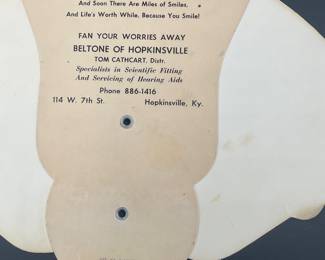 And Soon There Are Miles of Smiles,
And Life's Worth While, Because You Smile!
FAN YOUR WORRIES AWAY
BELTONE OF HOPKINSVILLE
TOM CATHCART, Distr.
Specialists in Scientific Fitting
And Servicing of Hearing Aids
Phone 886-1416
114 W. 7th St. Hopkinsville, Ky.